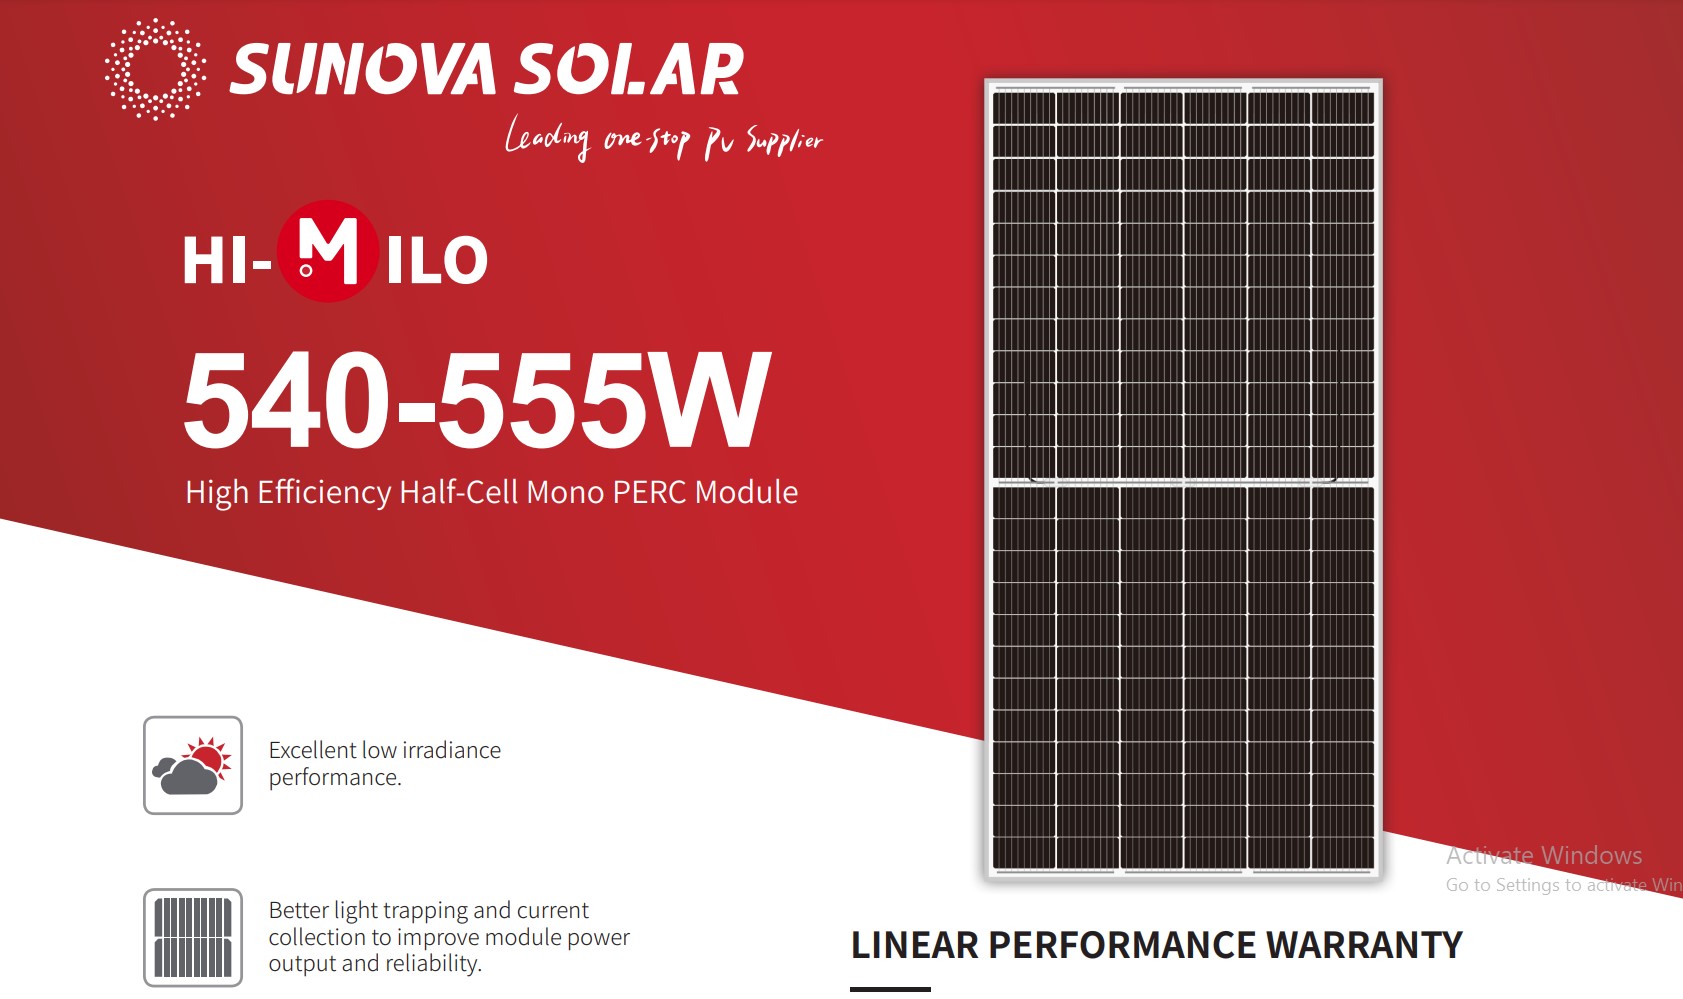 SUNOVA SOLAR
Leading one-stop PV Supplier
HI-MILO
540-555W
High Efficiency Half-Cell Mono PERC Module
Excellent low irradiance
performance.
Better light trapping and current
collection to improve module power
output and reliability.
Activate Windows
Go to Settings to activate Win
LINEAR PERFORMANCE WARRANTY